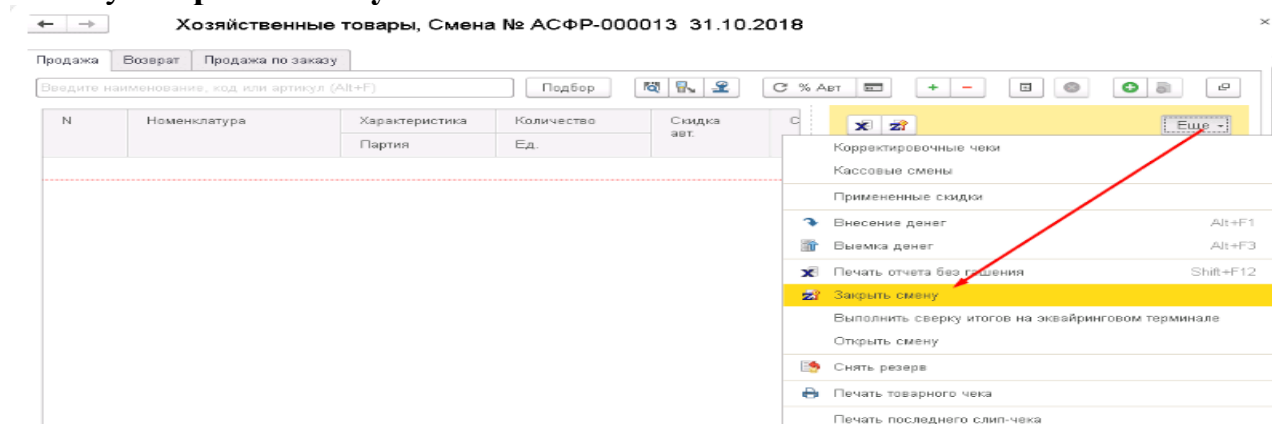 Хозяйственные товары, Смена № АСФР-000013 31.10.2018
Продажа Возврат Продажа по заказу
Введите наименование, код или артикул (Alt+F) Подбор % Авт
N Номенклатура Характеристика Количество Скидка авт. С
Партия Ед.
Еще
Корректировочные чеки
Кассовые смены
Примененные скидки
Внесение денег Alt+F1
Выемка денег Alt+F3
Печать отчета без гашения Shift+F12
Закрыть смену
Выполнить сверку итогов на эквайринговом терминале
Открыть смену
Снять резерв
Печать товарного чека
Печать последнего слип-чека